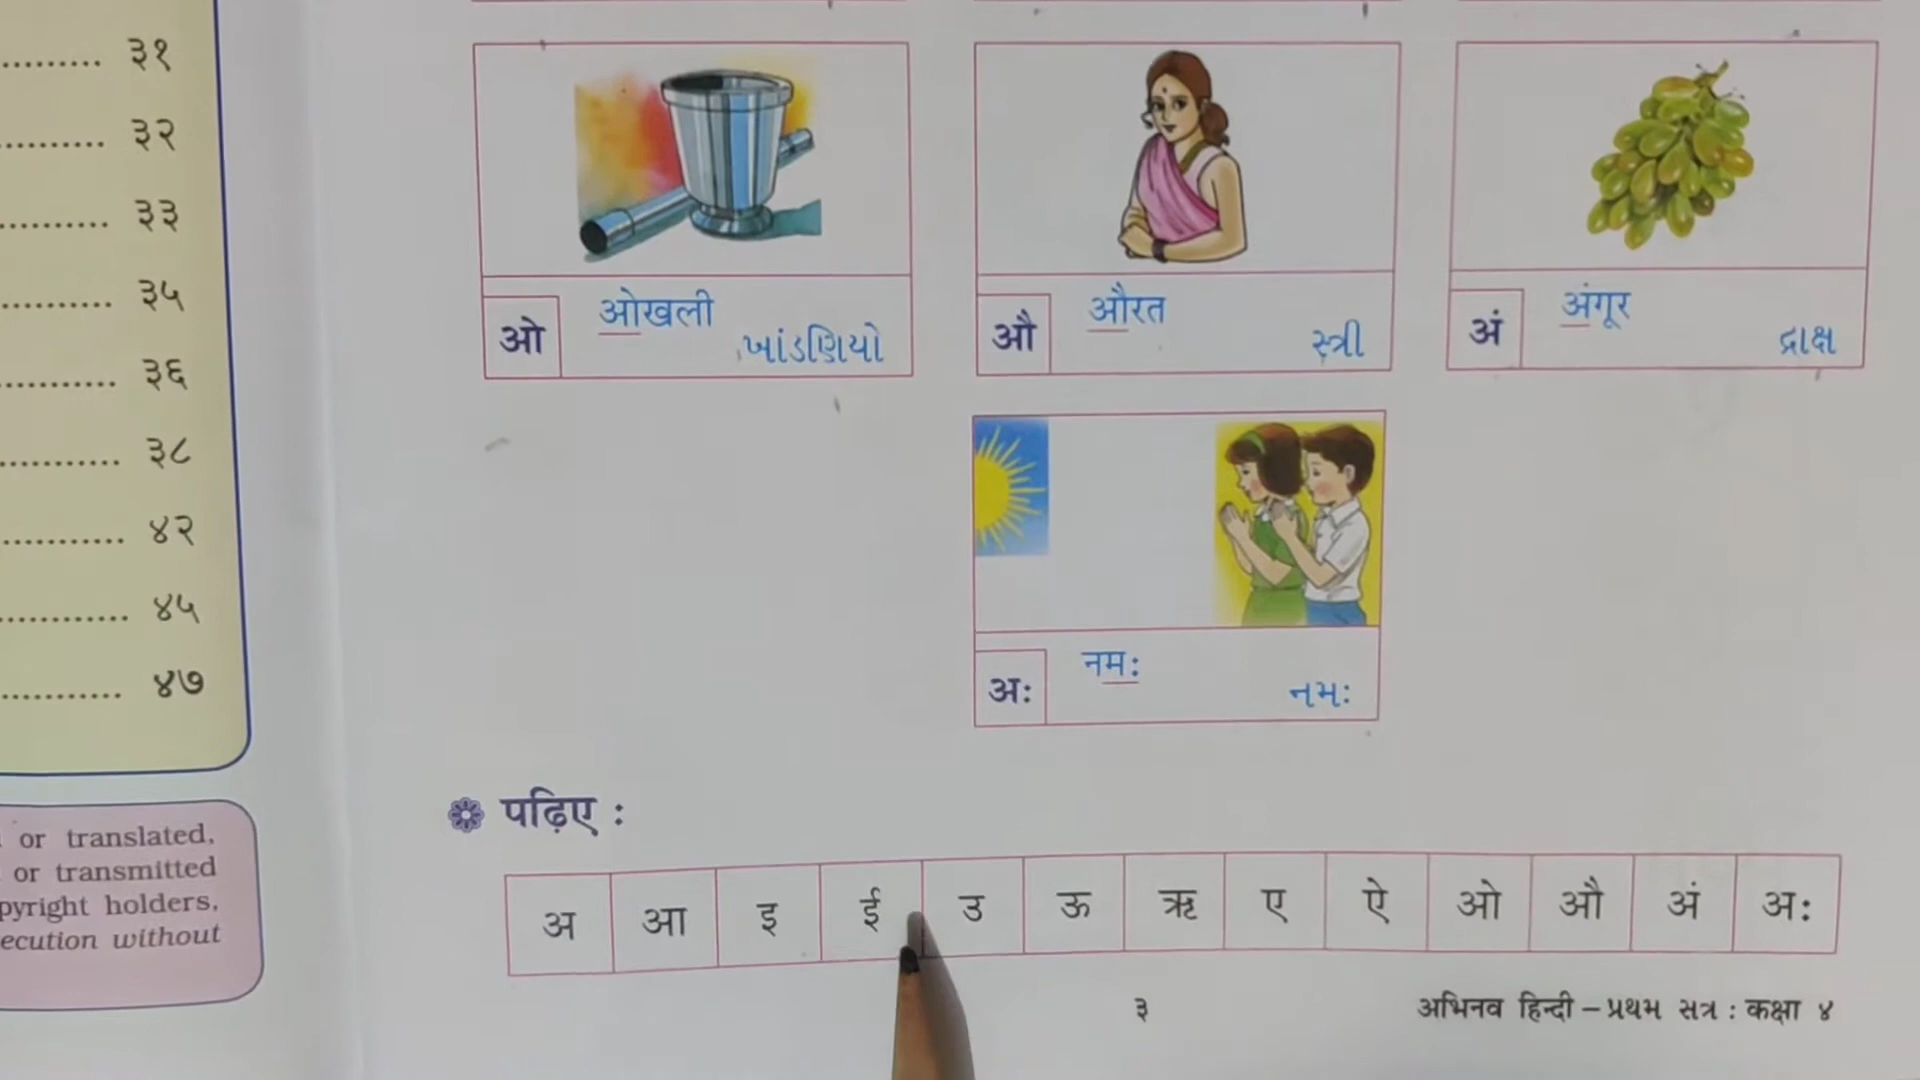 ............ ३१
............ ३२
............ ३३
............ ३५
............ ३६
............ ३८
............ ४२
............ ४५
............ ४७
or translated,
or transmitted
pyright holders,
ecution without
ओ ओखली ખાંડણિયો
औ औरत સ્ત્રી
अं अंगूर દ્રાક્ષ
अः नमः નમઃ
पढ़िए :
अ आ इ ई उ ऊ ऋ ए ऐ ओ औ अं अः
३
अभिनव हिन्दी – प्रथम सत्र : कक्षा ४